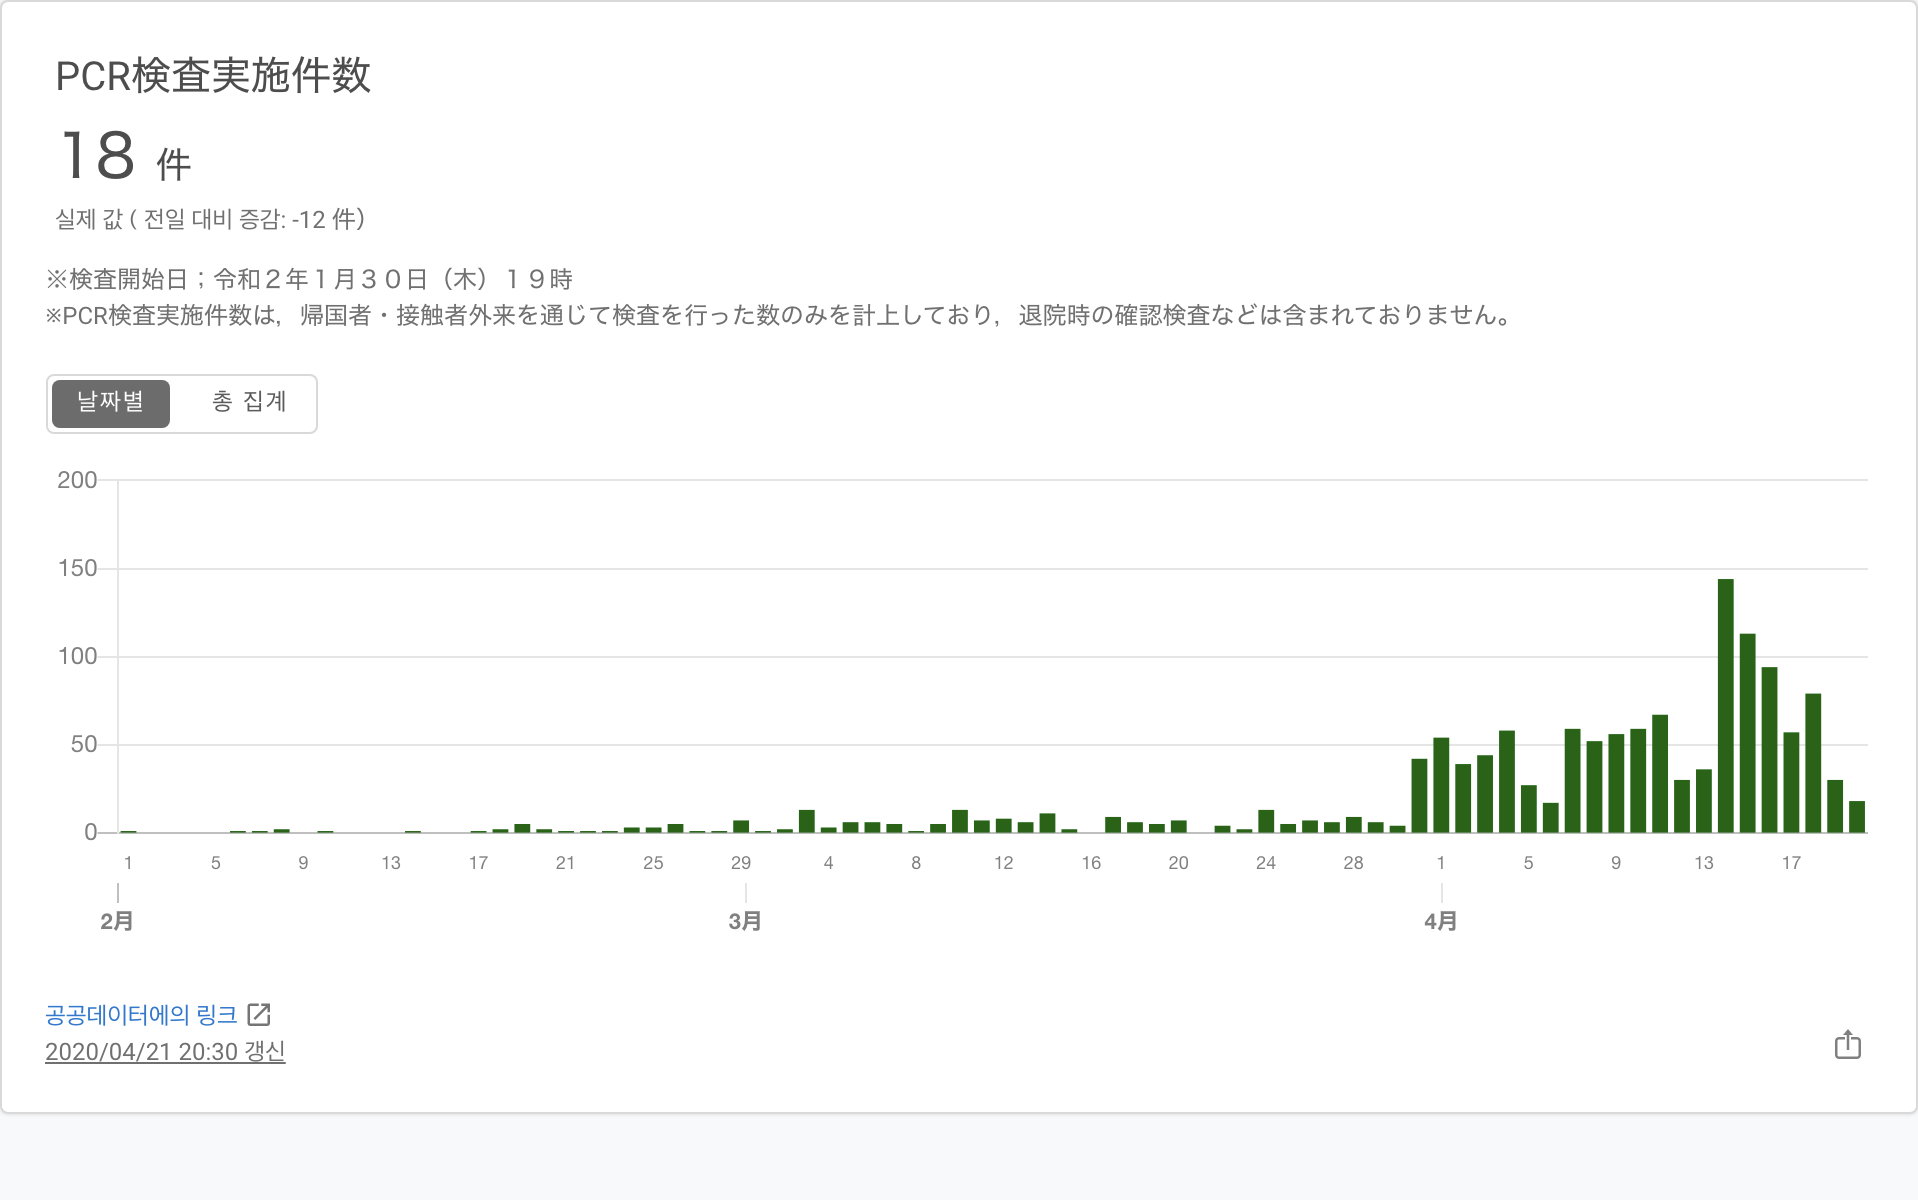 PCR検査実施件数
18 件
실제 값 ( 전일 대비 증감: -12 件)
※検査開始日；令和２年１月３０日（木）１９時
※PCR検査実施件数は，帰国者・接触者外来を通じて検査を行った数のみを計上しており，退院時の確認検査などは含まれておりません。
날짜별 총 집계
200
150
100
50
0
1 5 9 13 17 21 25 29 4 8 12 16 20 24 28 1 5 9 13 17
2月 3月 4月
공공데이터에의 링크
2020/04/21 20:30 갱신